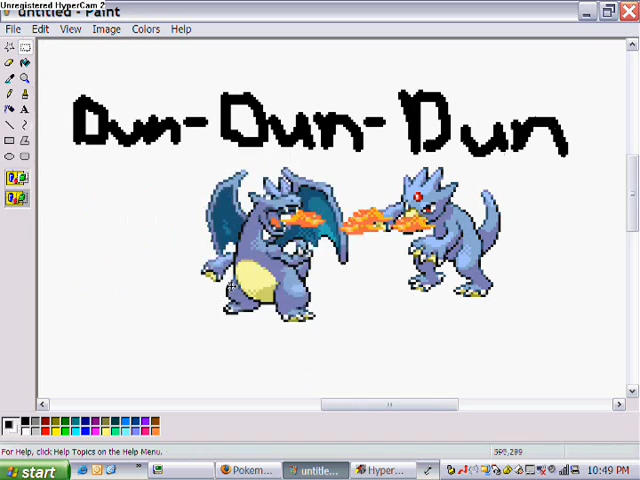 Unregistered HyperCam 2
untitled - Paint
File Edit View Image Colors Help
Dun-Dun-Dun
For Help, click Help Topics on the Help Menu.
start
Pokem
untitle...
Hyper
10:49 PM